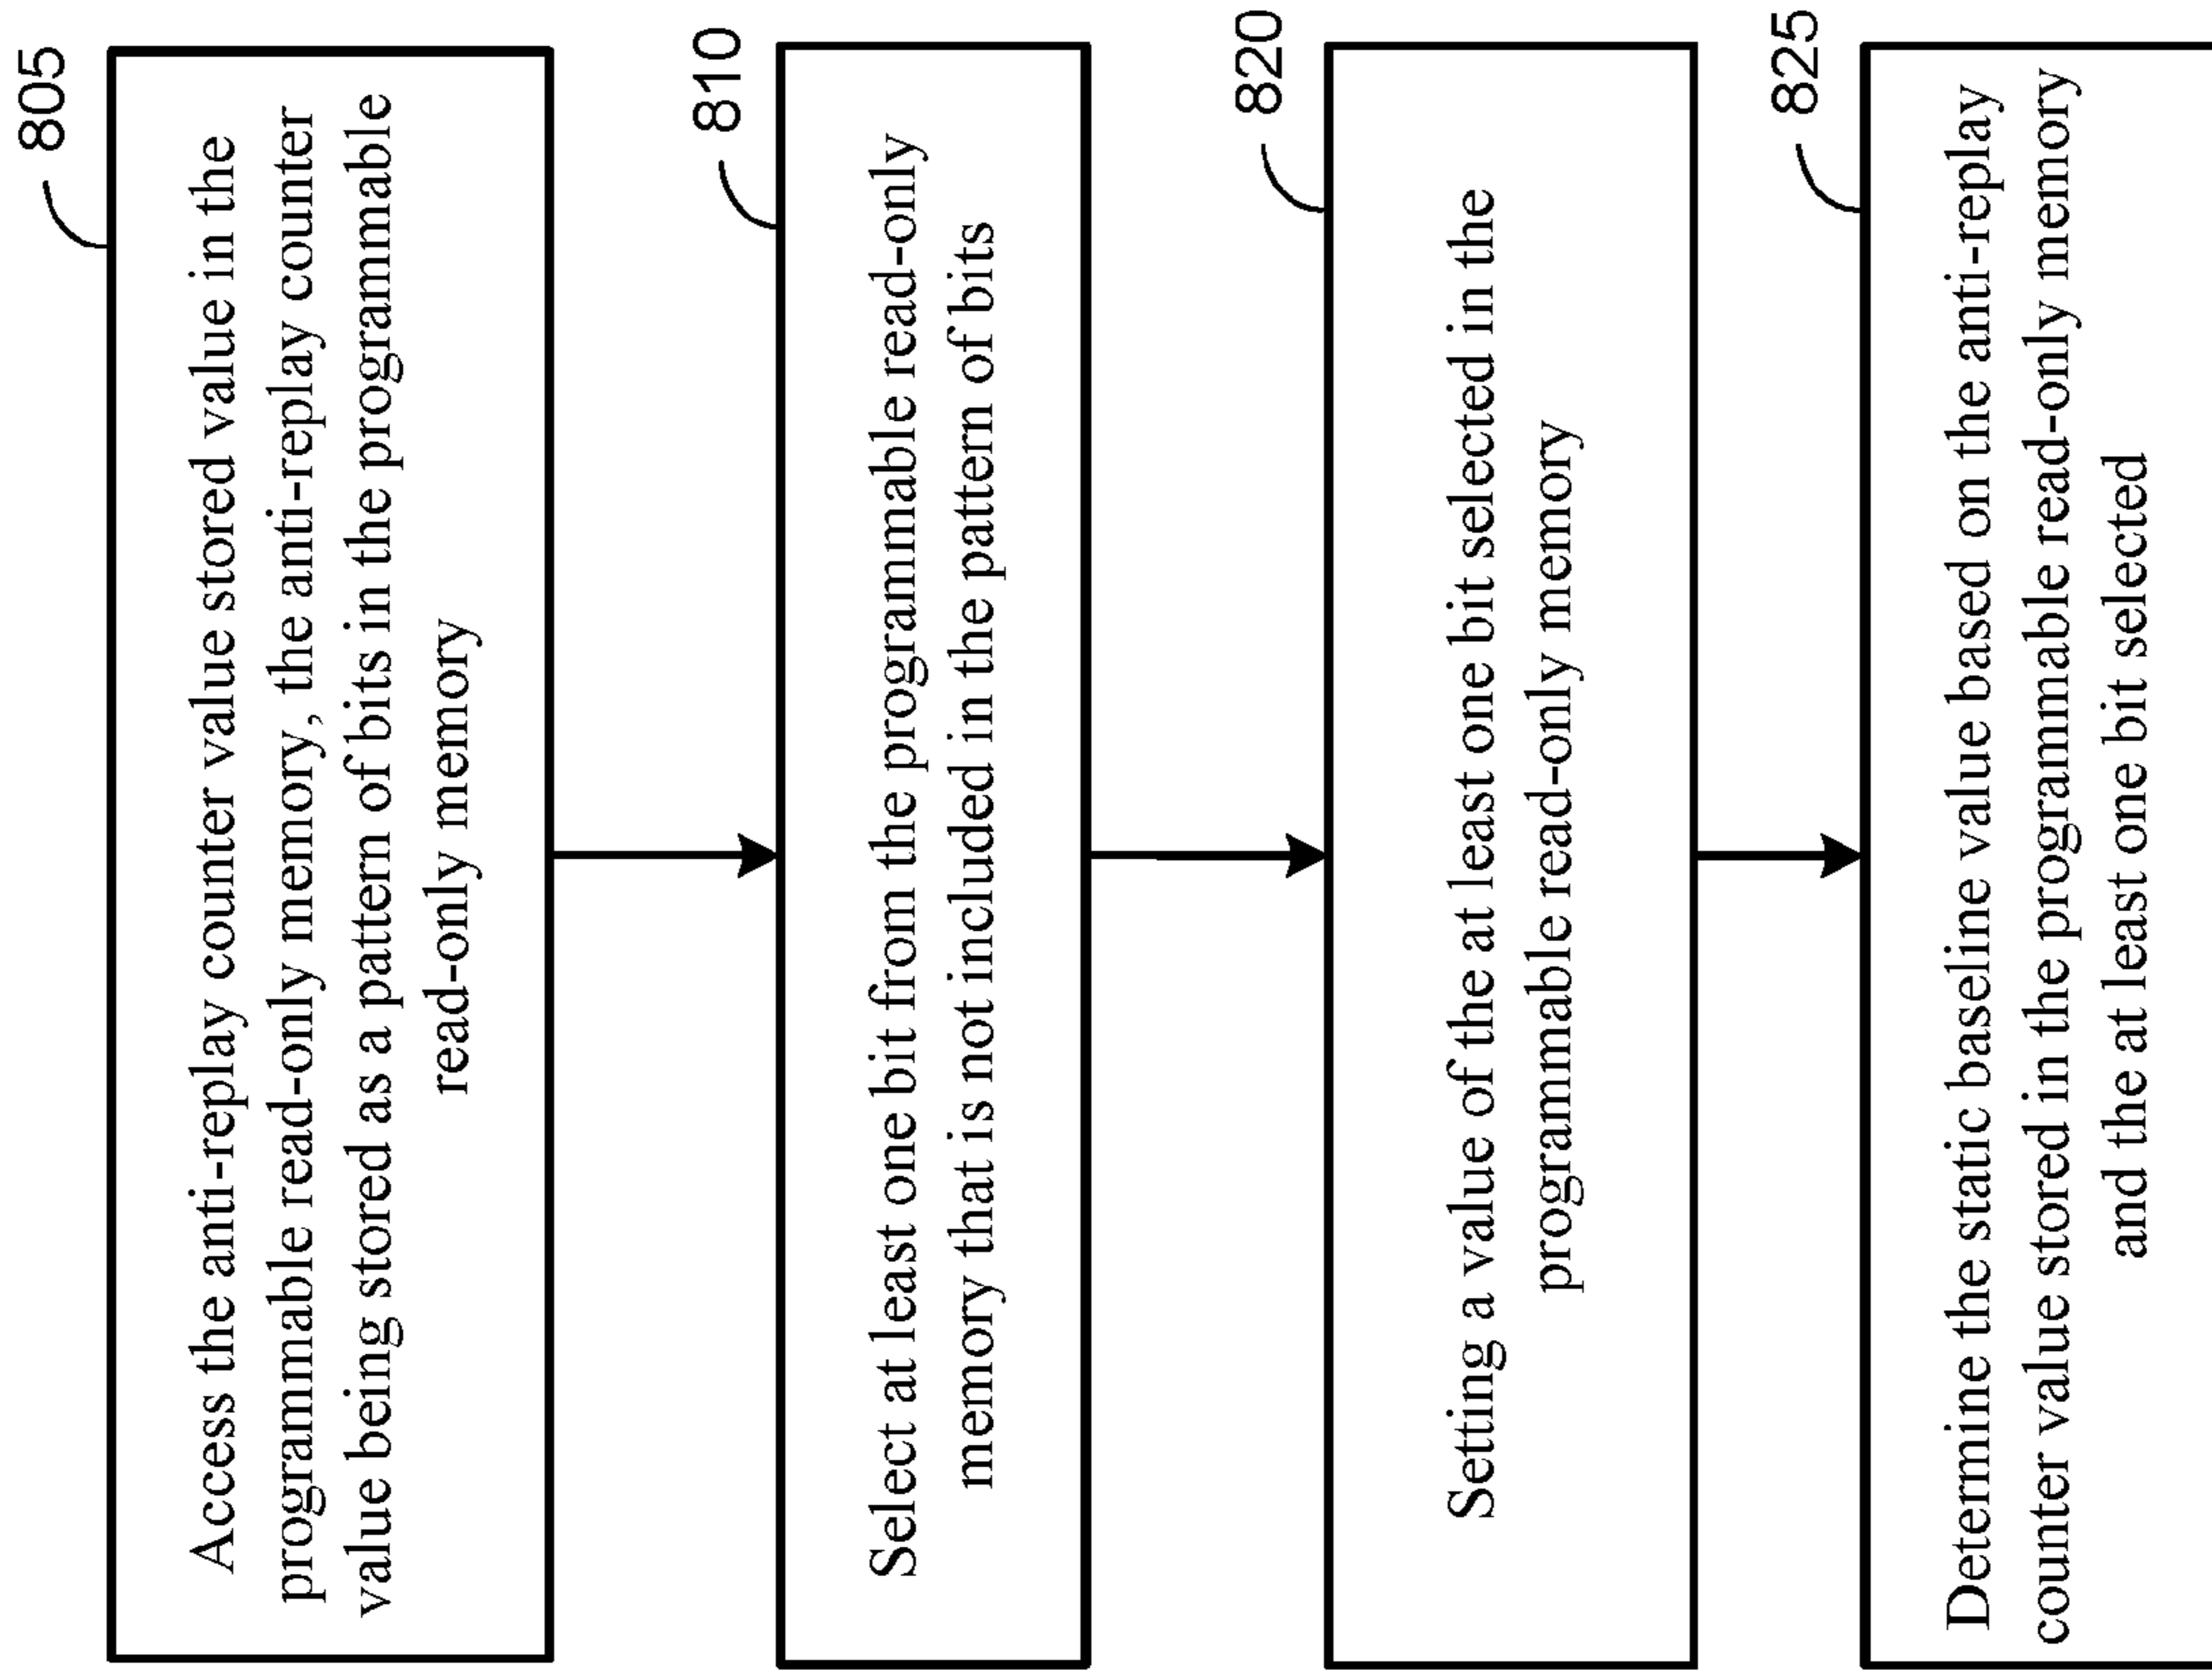 805
Access the anti-replay counter value stored value in the
programmable read-only memory, the anti-replay counter
value being stored as a pattern of bits in the programmable
read-only memory
810
Select at least one bit from the programmable read-only
memory that is not included in the pattern of bits
820
Setting a value of the at least one bit selected in the
programmable read-only memory
825
Determine the static baseline value based on the anti-replay
counter value stored in the programmable read-only memory
and the at least one bit selected